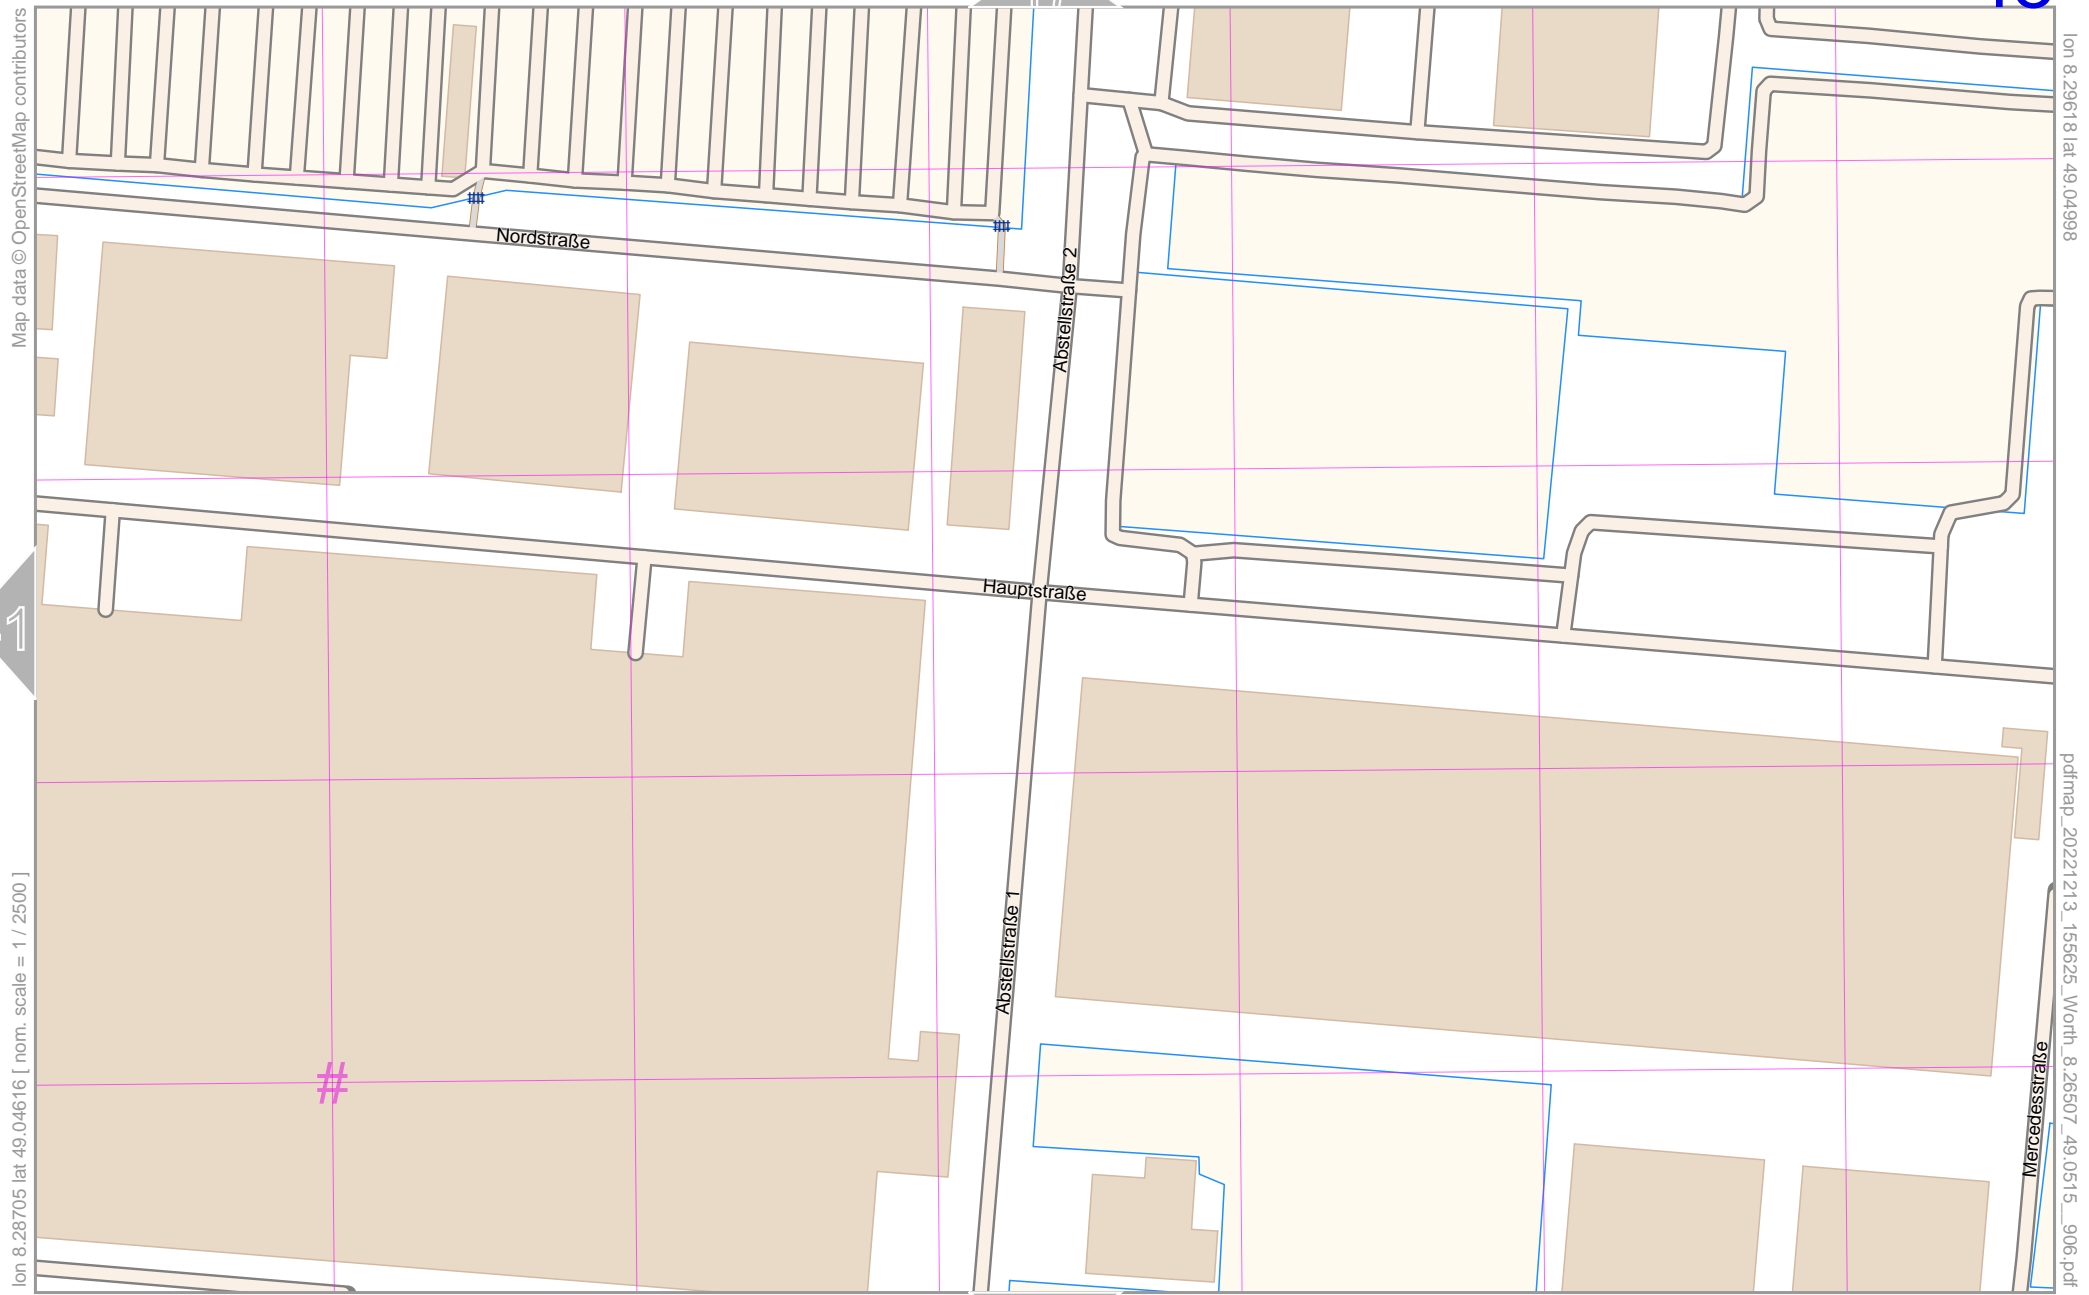 Map data © OpenStreetMap contributors
lon 8.28705 lat 49.04616 [ nom. scale = 1 / 2500 ]
lon 8.29618 lat 49.04998
pdfmap_20221213_155625_Worth_8.26507_49.0515__906.pdf
Nordstraße
Abstellstraße 2
Hauptstraße
1
Abstellstraße 1
Mercedesstraße
#